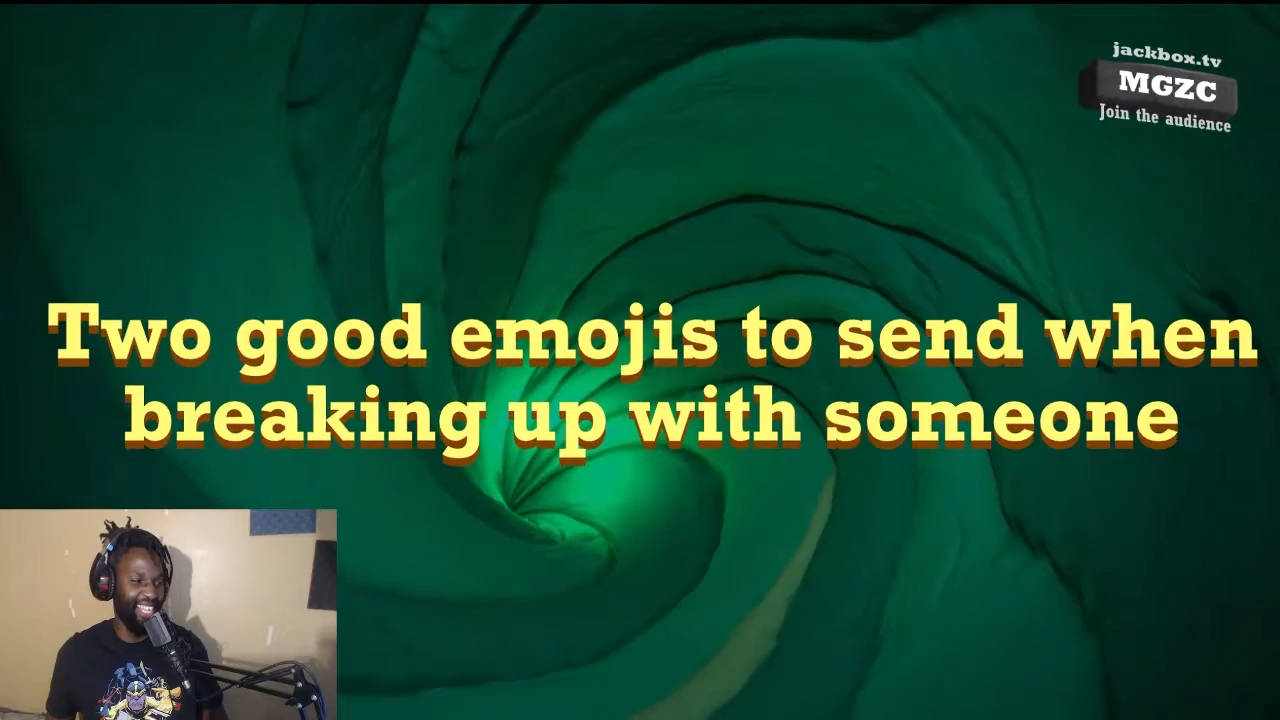 jackbox.tv
MGZC
Join the audience
Two good emojis to send when
breaking up with someone